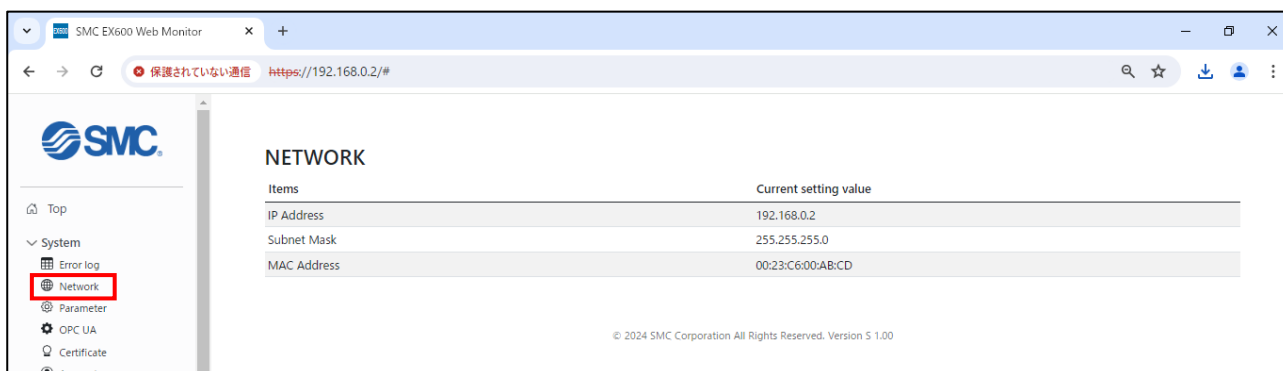 SMC EX600 Web Monitor
保護されていない通信 https://192.168.0.2/#
SMC.
NETWORK
Items Current setting value
Top
IP Address 192.168.0.2
System
Subnet Mask 255.255.255.0
Error log
MAC Address 00:23:C6:00:AB:CD
Network
Parameter
OPC UA
© 2024 SMC Corporation All Rights Reserved. Version S 1.00
Certificate